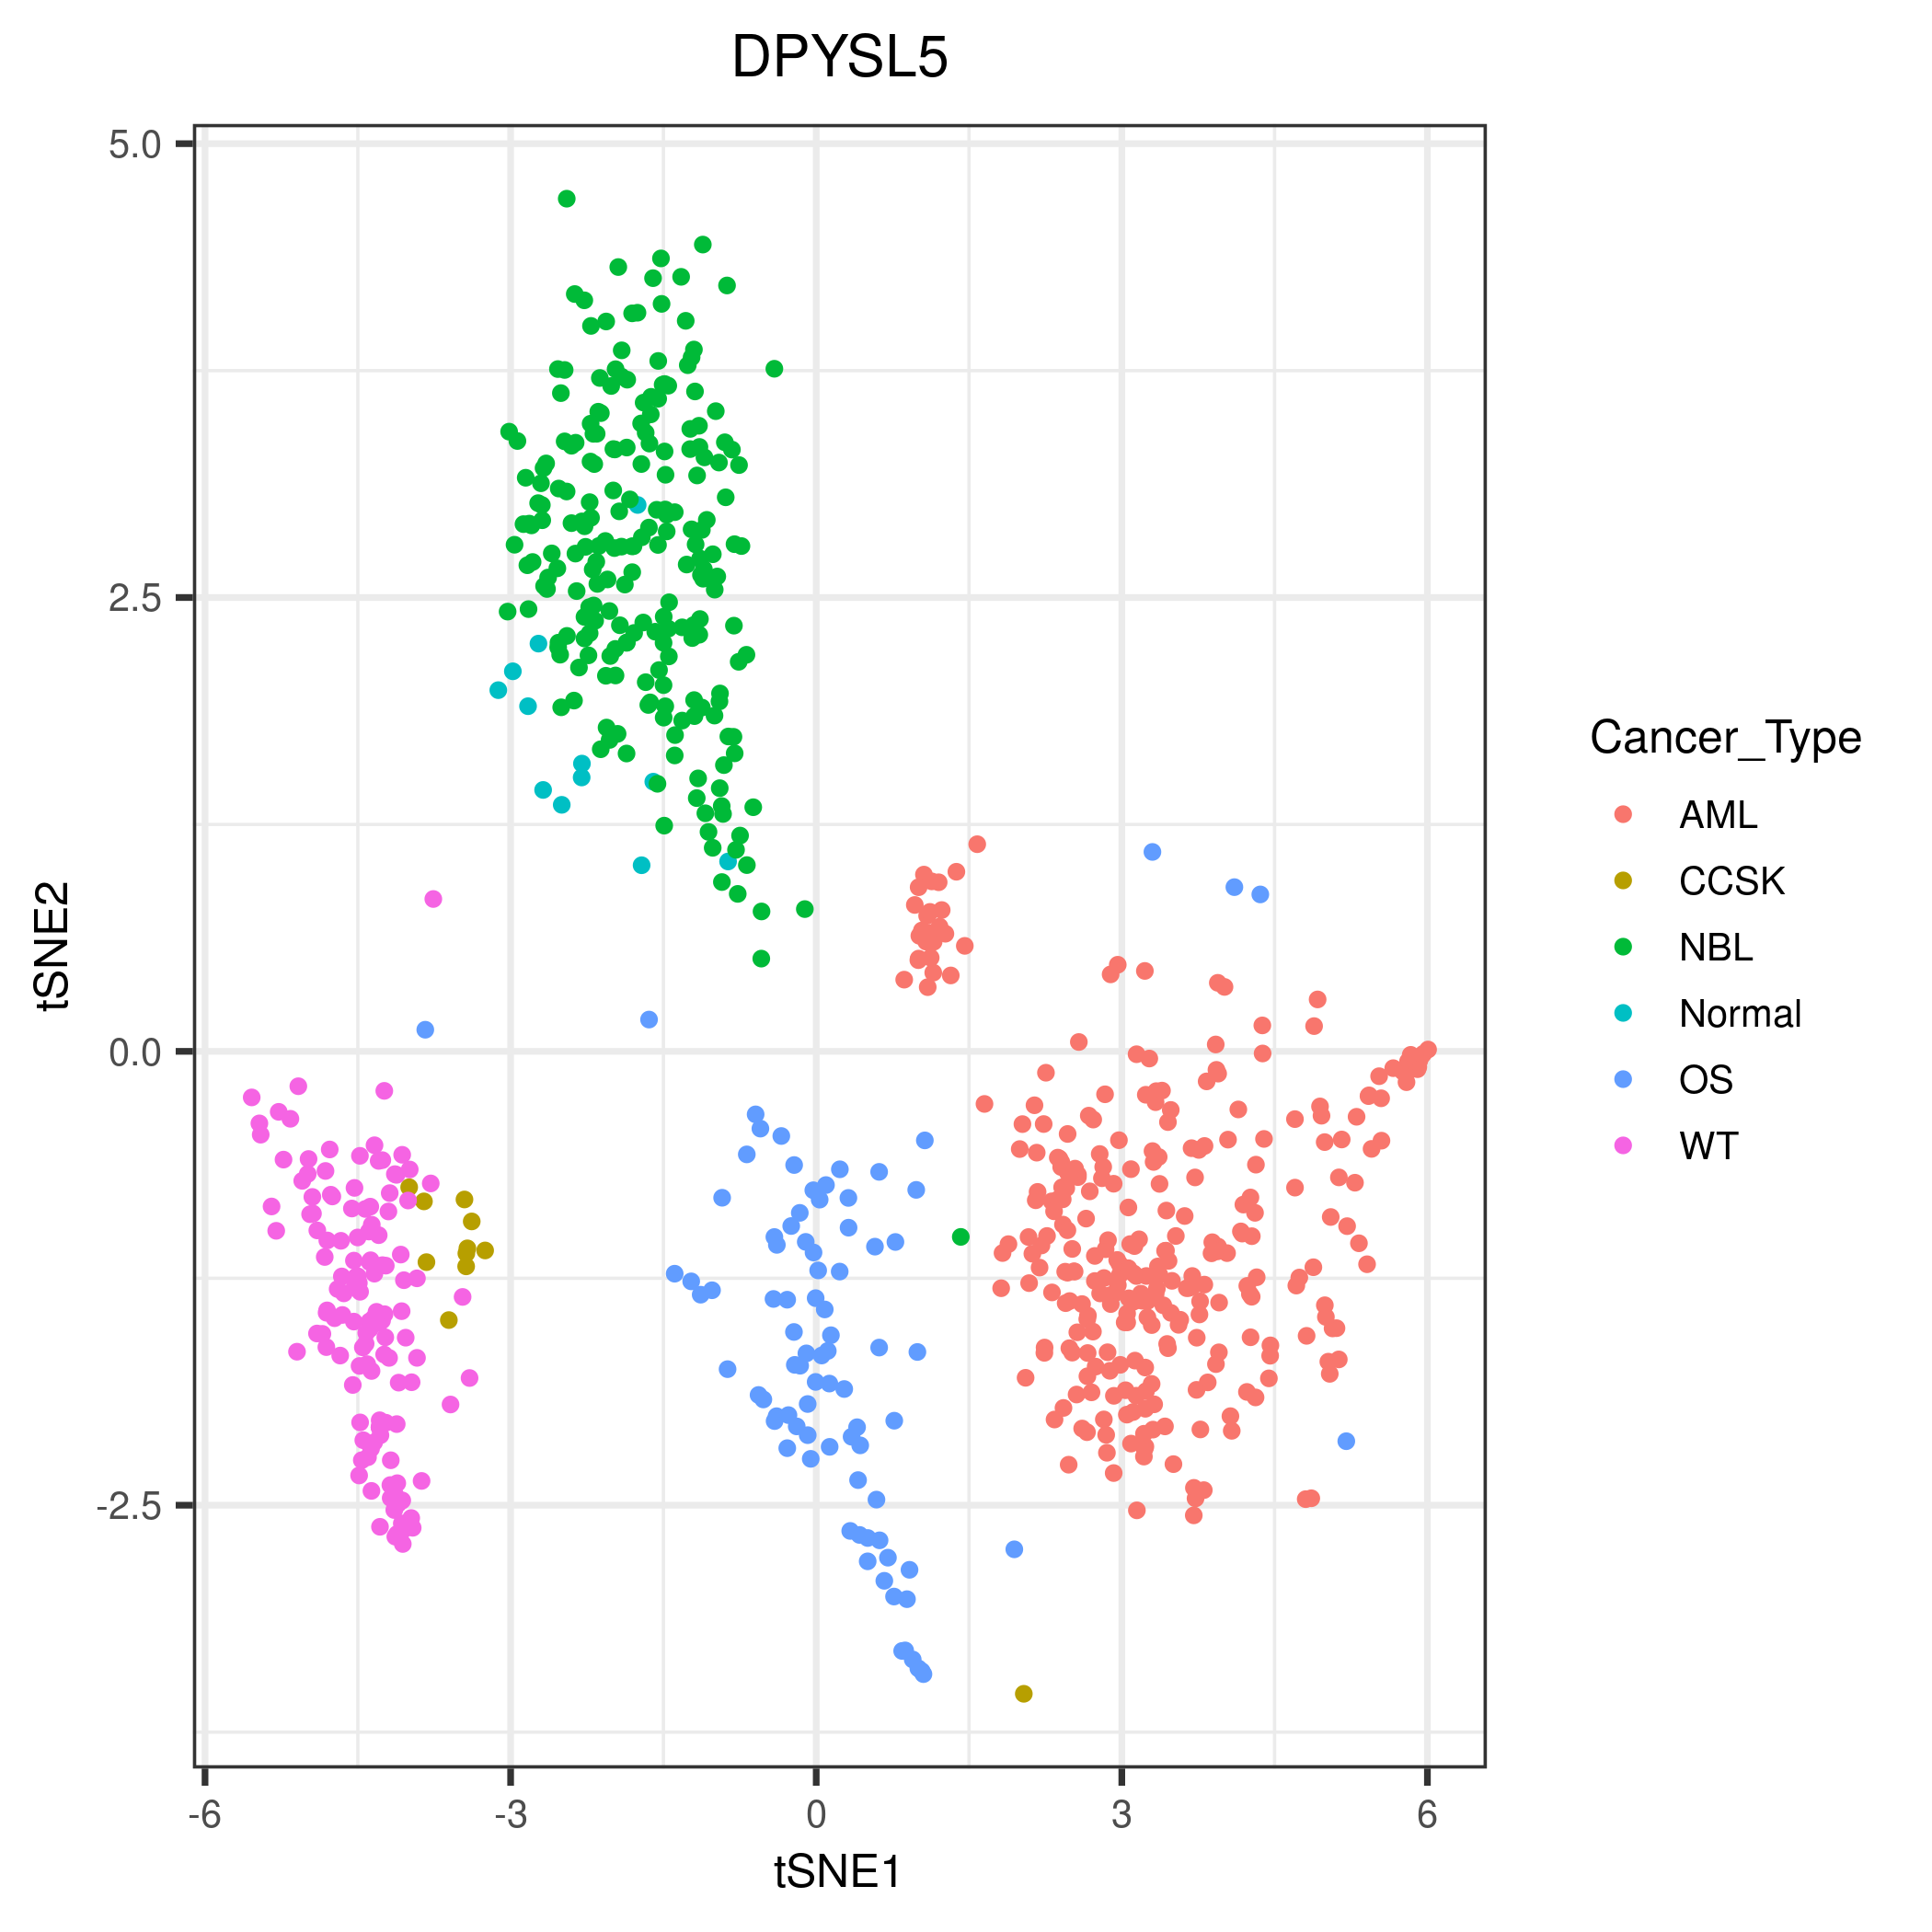 DPYSL5
5.0
2.5
0.0
-2.5
tSNE2
-6
-3
0
3
6
tSNE1
Cancer_Type
AML
CCSK
NBL
Normal
OS
WT